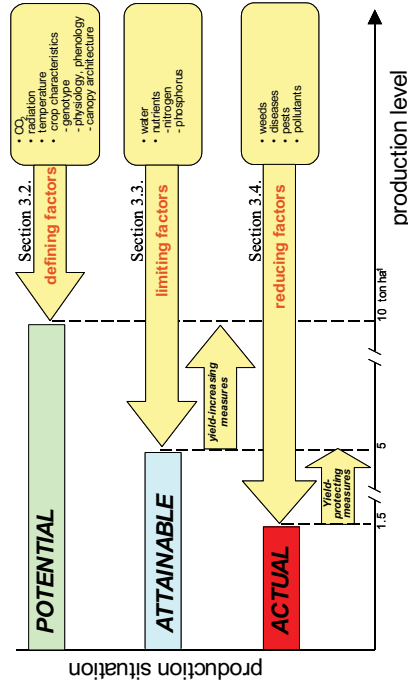 production situation
POTENTIAL
Section 3.2.
defining factors
• CO2
• radiation
• temperature
• crop characteristics
- genotype
- physiology, phenology
- canopy architecture
ATTAINABLE
Section 3.3.
limiting factors
• water
• nutrients
- nitrogen
- phosphorus
yield-increasing
measures
ACTUAL
Section 3.4.
reducing factors
• weeds
• diseases
• pests
• pollutants
Yield-
protecting
measures
1.5
5
10 ton ha-1
production level